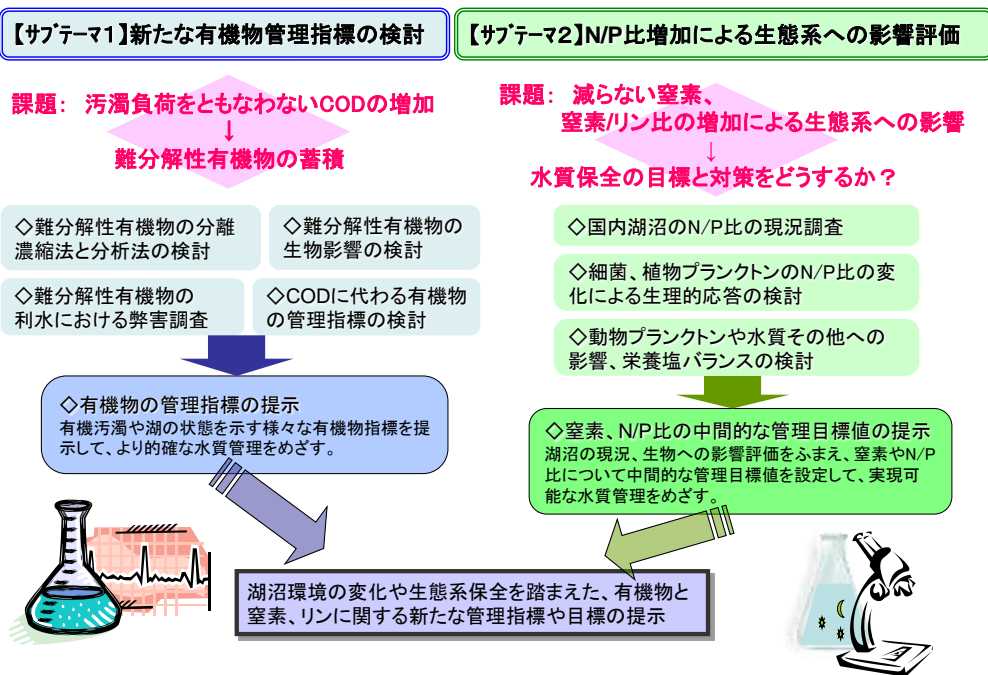 【サブテーマ1】新たな有機物管理指標の検討
課題： 汚濁負荷をともなわないCODの増加
↓
難分解性有機物の蓄積
◇難分解性有機物の分離
濃縮法と分析法の検討
◇難分解性有機物の
生物影響の検討
◇難分解性有機物の
利水における弊害調査
◇CODに代わる有機物
の管理指標の検討
◇有機物の管理指標の提示
有機汚濁や湖の状態を示す様々な有機物指標を提
示して、より的確な水質管理をめざす。
【サブテーマ2】N/P比増加による生態系への影響評価
課題： 減らない窒素、
窒素/リン比の増加による生態系への影響
↓
水質保全の目標と対策をどうするか？
◇国内湖沼のN/P比の現況調査
◇細菌、植物プランクトンのN/P比の変
化による生理的応答の検討
◇動物プランクトンや水質その他への
影響、栄養塩バランスの検討
◇窒素、N/P比の中間的な管理目標値の提示
湖沼の現況、生物への影響評価をふまえ、窒素やN/P
比について中間的な管理目標値を設定して、実現可
能な水質管理をめざす。
湖沼環境の変化や生態系保全を踏まえた、有機物と
窒素、リンに関する新たな管理指標や目標の提示